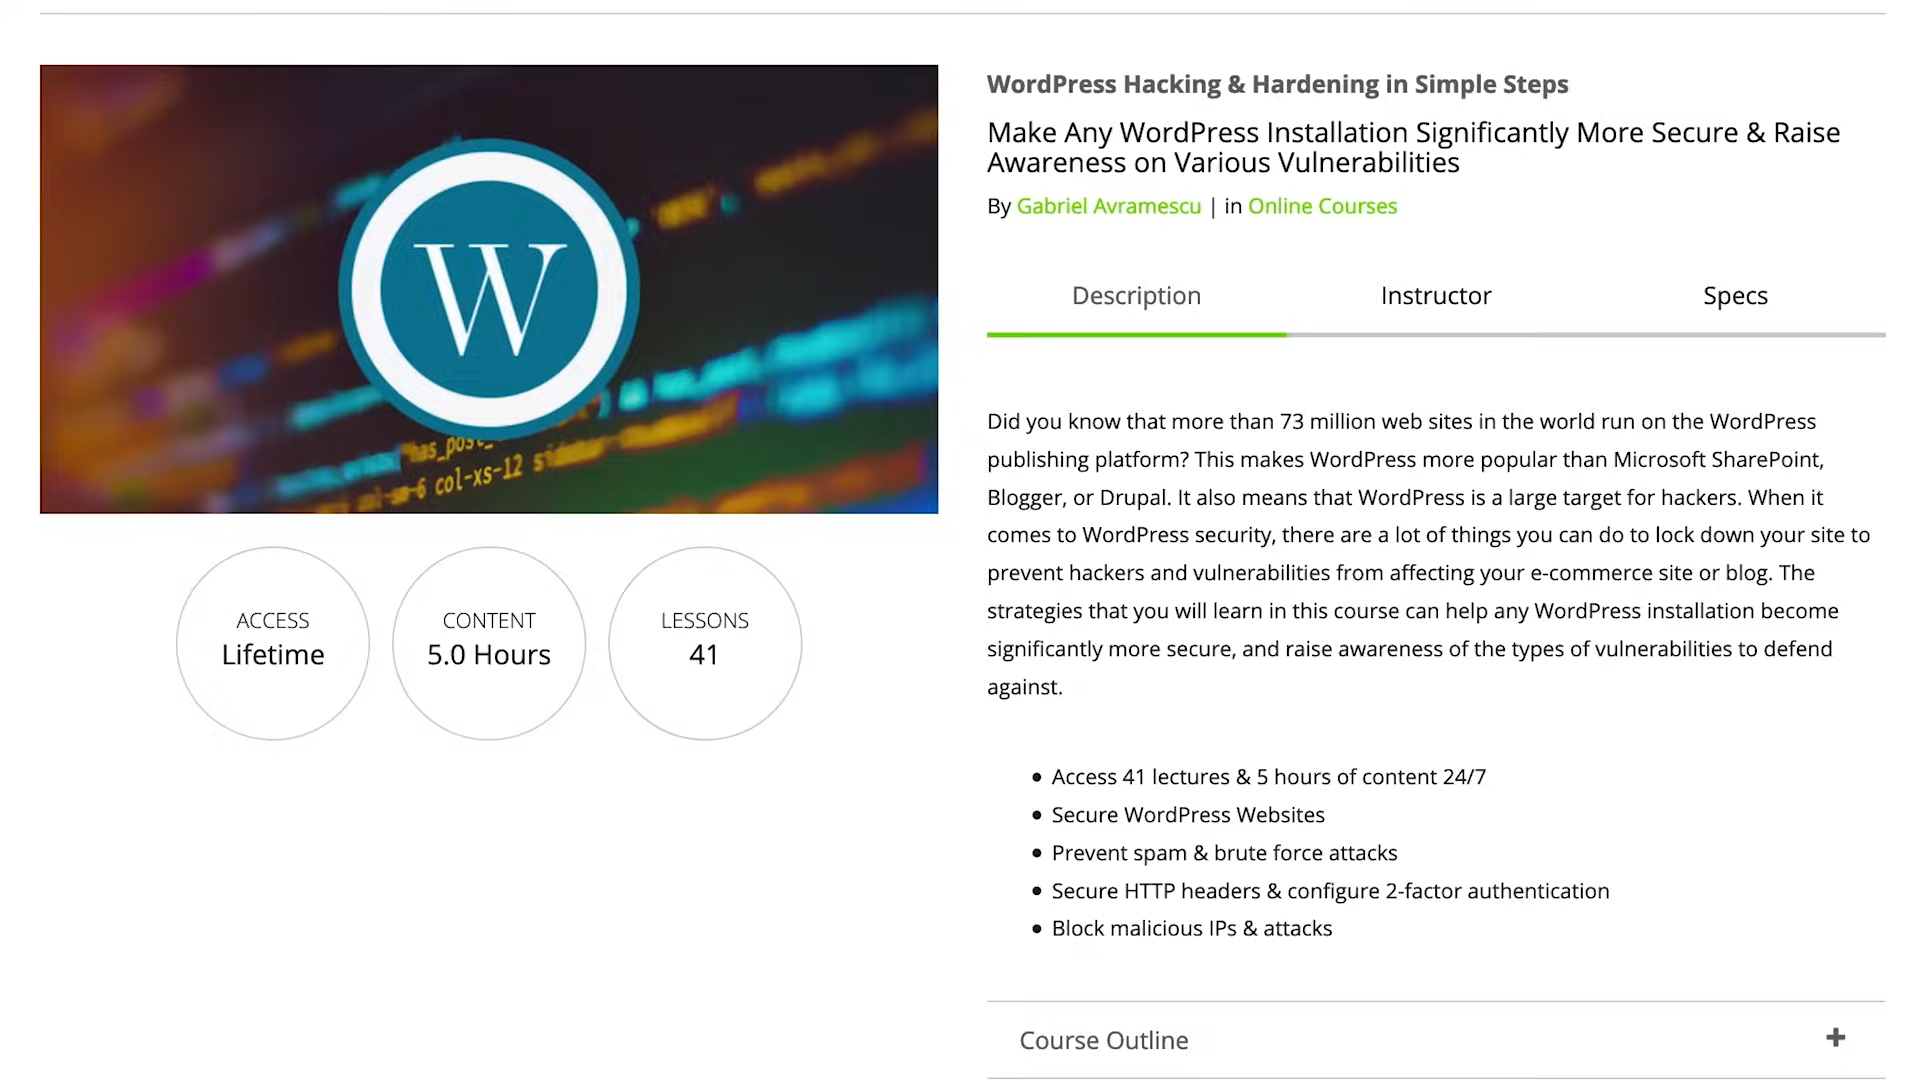 WordPress Hacking & Hardening in Simple Steps
Make Any WordPress Installation Significantly More Secure & Raise
Awareness on Various Vulnerabilities
By Gabriel Avramescu | in Online Courses
Description Instructor Specs
W
"has_post_
col-sm-6 col-xs-12 sidebar
ACCESS
Lifetime
CONTENT
5.0 Hours
LESSONS
41
Did you know that more than 73 million web sites in the world run on the WordPress
publishing platform? This makes WordPress more popular than Microsoft SharePoint,
Blogger, or Drupal. It also means that WordPress is a large target for hackers. When it
comes to WordPress security, there are a lot of things you can do to lock down your site to
prevent hackers and vulnerabilities from affecting your e-commerce site or blog. The
strategies that you will learn in this course can help any WordPress installation become
significantly more secure, and raise awareness of the types of vulnerabilities to defend
against.
• Access 41 lectures & 5 hours of content 24/7
• Secure WordPress Websites
• Prevent spam & brute force attacks
• Secure HTTP headers & configure 2-factor authentication
• Block malicious IPs & attacks
Course Outline +